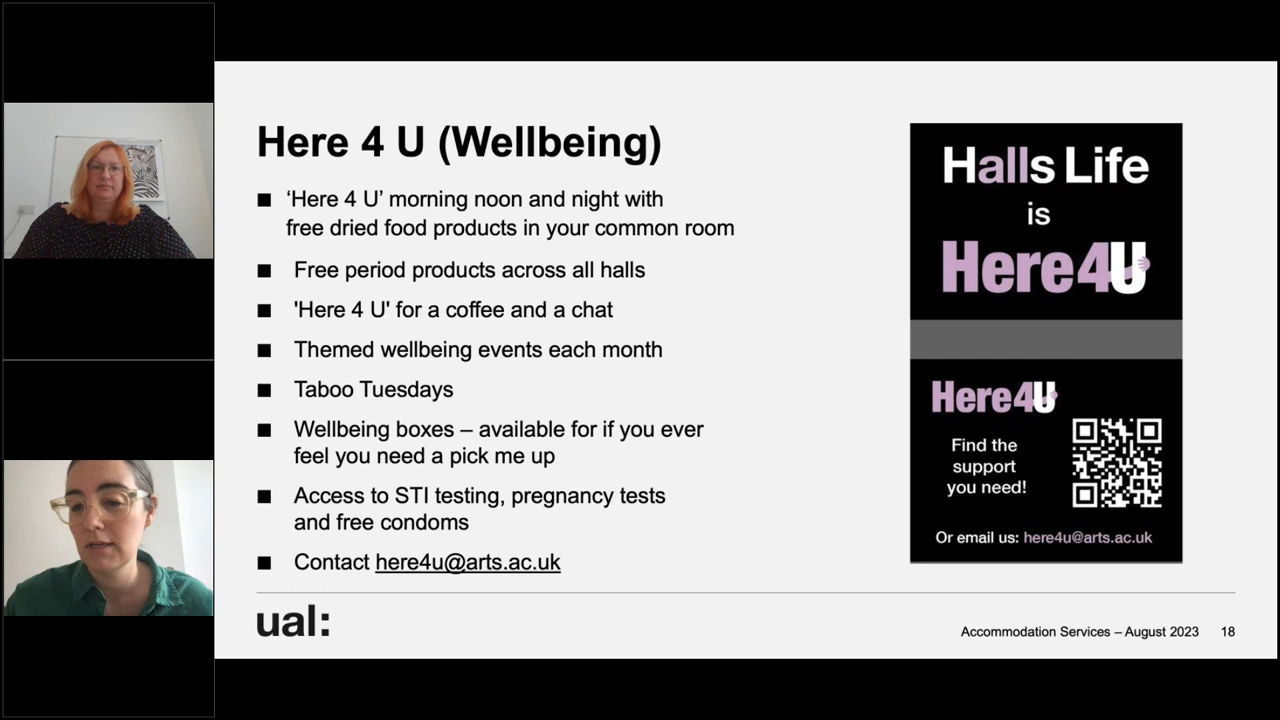 Here 4 U (Wellbeing)
■ ‘Here 4 U’ morning noon and night with
free dried food products in your common room
■ Free period products across all halls
■ 'Here 4 U' for a coffee and a chat
■ Themed wellbeing events each month
■ Taboo Tuesdays
■ Wellbeing boxes – available for if you ever
feel you need a pick me up
■ Access to STI testing, pregnancy tests
and free condoms
■ Contact here4u@arts.ac.uk
Halls Life
is
Here4U
Here4U
Find the
support
you need!
Or email us: here4u@arts.ac.uk
ual:
Accommodation Services – August 2023 18